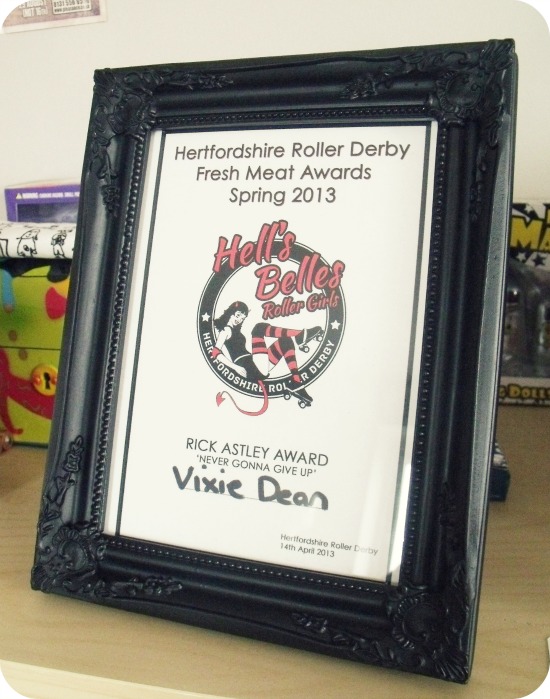 Hertfordshire Roller Derby
Fresh Meat Awards
Spring 2013
Hell's
Belles
Roller Girls
HERTFORDSHIRE ROLLER DERBY
RICK ASTLEY AWARD
'NEVER GONNA GIVE UP'
Vixie Dean
Hertfordshire Roller Derby
14th April 2013